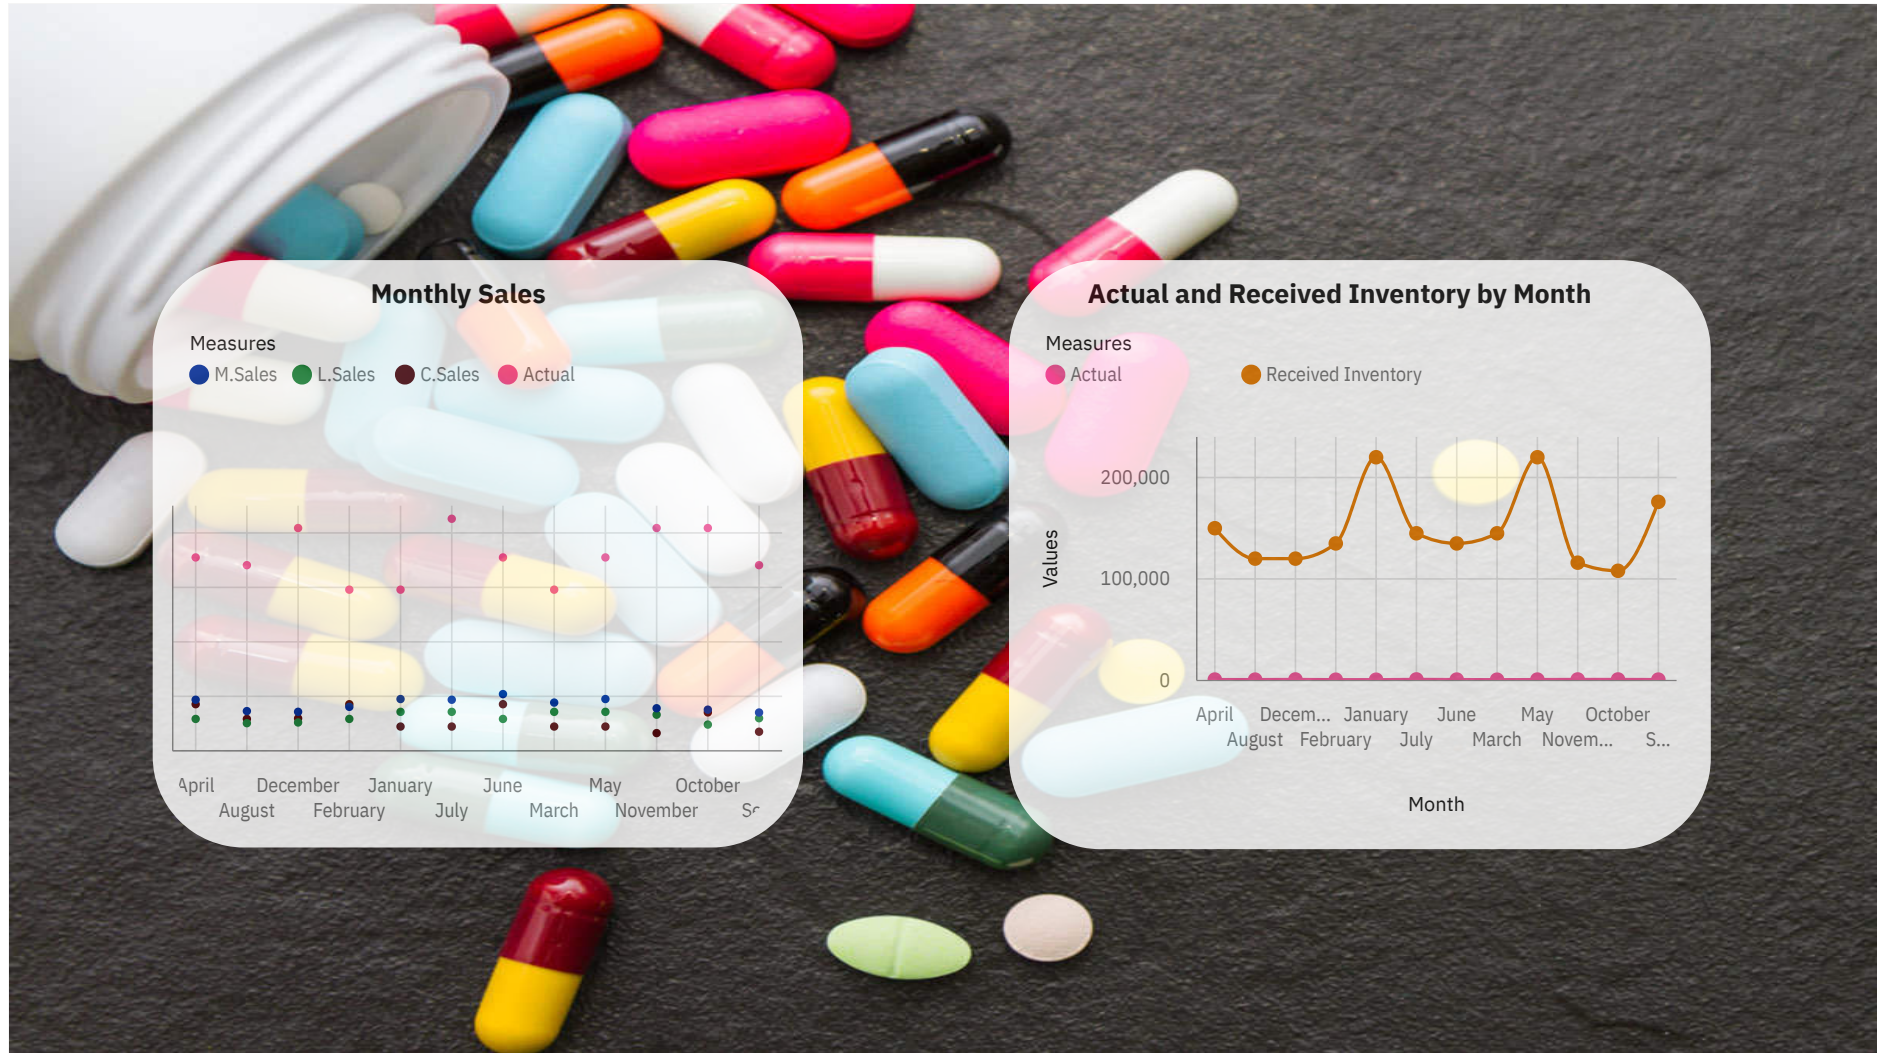 Monthly Sales
Measures
M.Sales L.Sales C.Sales Actual
April December January June May October
August February July March November
Actual and Received Inventory by Month
Measures
Actual Received Inventory
200,000
Values
100,000
0
April Decem... January June May October
August February July March Novem... S...
Month